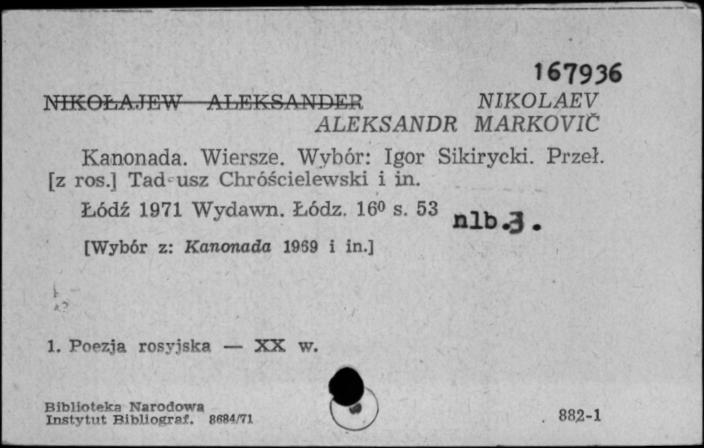 167936
NIKOŁAJEW ALEKSANDER NIKOLAEV
ALEKSANDR MARKOVIČ
Kanonada. Wiersze. Wybór: Igor Sikirycki. Przeł.
[z ros.] Tadeusz Chróścielewski i in.
Łódź 1971 Wydawn. Łódz. 16⁰ s. 53 nlb.3.
[Wybór z: Kanonada 1969 i in.]
1. Poezja rosyjska — XX w.
Biblioteka Narodowa
Instytut Bibliograf. 8684/71 882-1